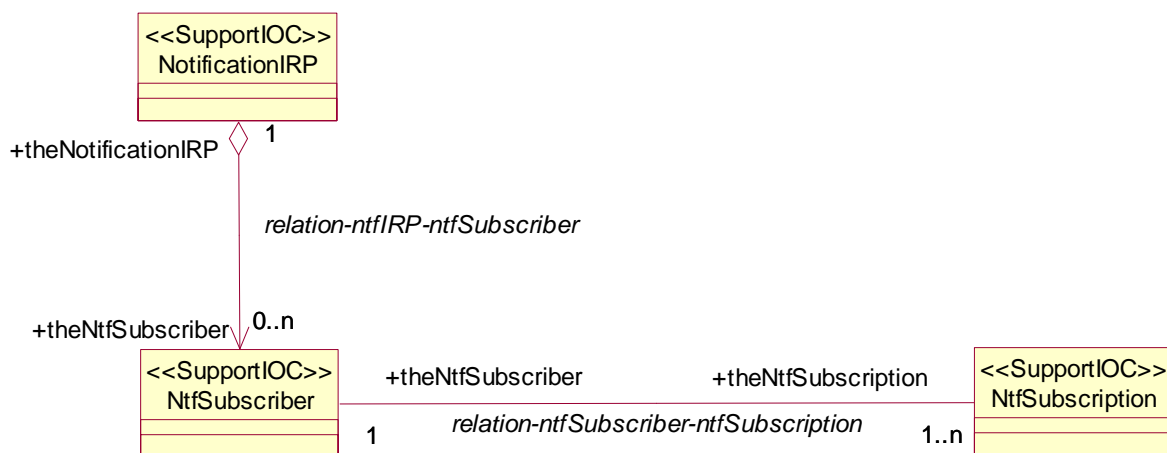 <<SupportIOC>>
NotificationIRP
1
+theNotificationIRP
relation-ntfIRP-ntfSubscriber
0..n
+theNtfSubscriber
<<SupportIOC>>
NtfSubscriber
+theNtfSubscriber
+theNtfSubscription
relation-ntfSubscriber-ntfSubscription
1
1..n
<<SupportIOC>>
NtfSubscription